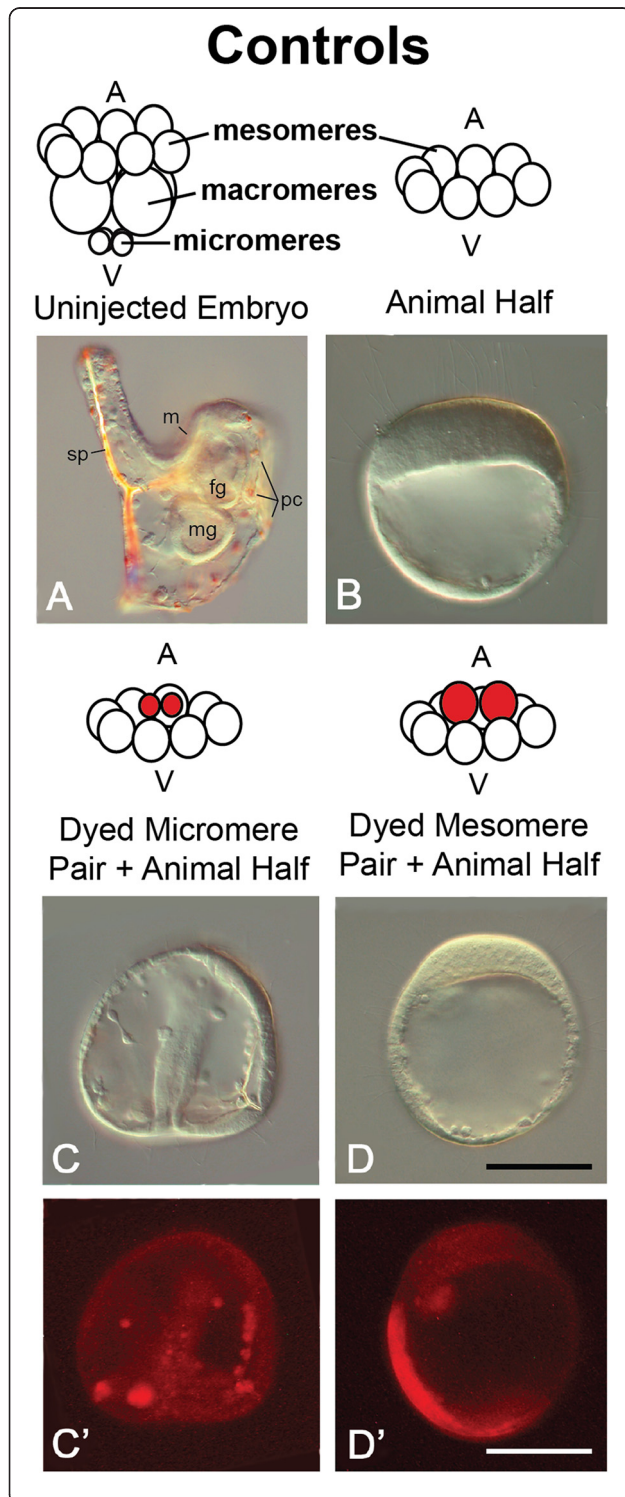 Controls
A
A
mesomeres
macromeres
micromeres
V
V
Uninjected Embryo
Animal Half
m
sp
fg
pc
mg
A
B
A
A
V
V
Dyed Micromere
Pair + Animal Half
Dyed Mesomere
Pair + Animal Half
C
D
C'
D'